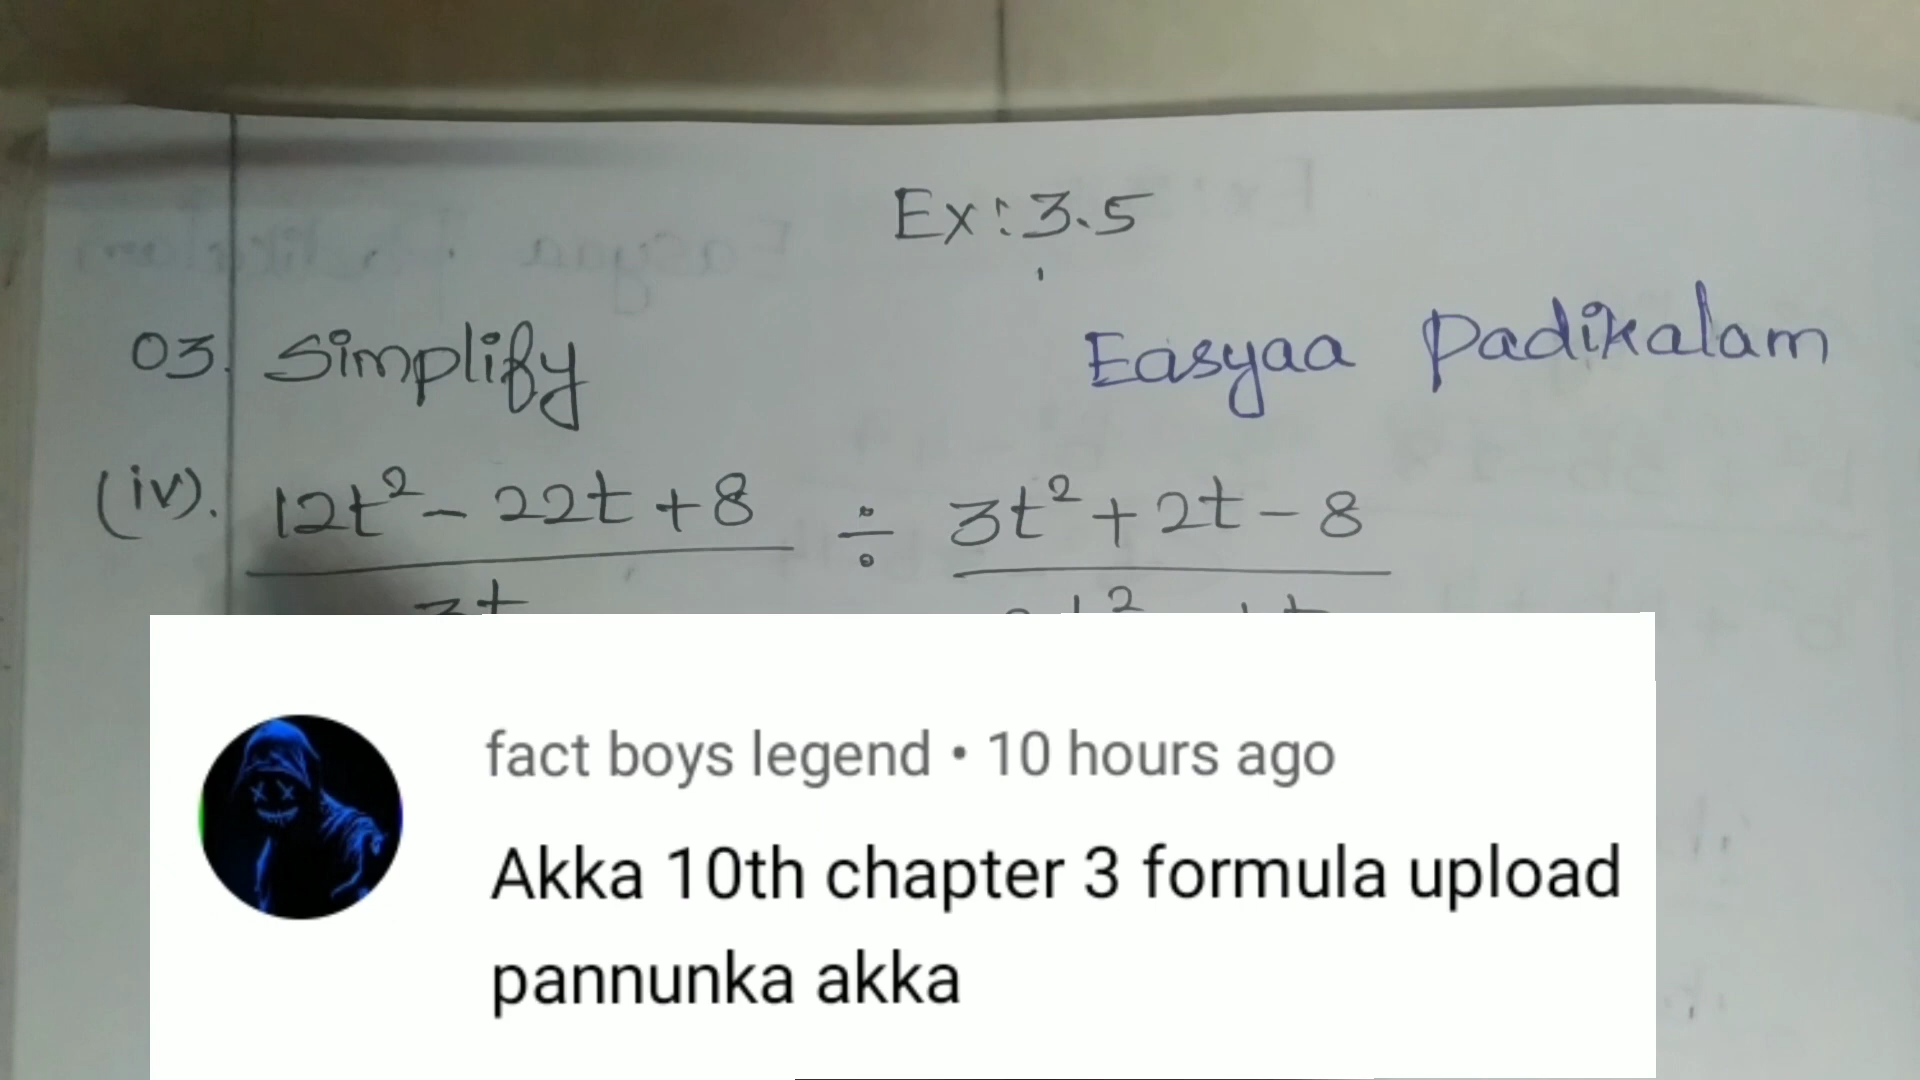 Ex: 3.5
03. Simplify
Easyaa Padikalam
(iv). 12t² - 22t + 8 ÷ 3t² + 2t - 8
3t
fact boys legend • 10 hours ago
Akka 10th chapter 3 formula upload
pannunka akka